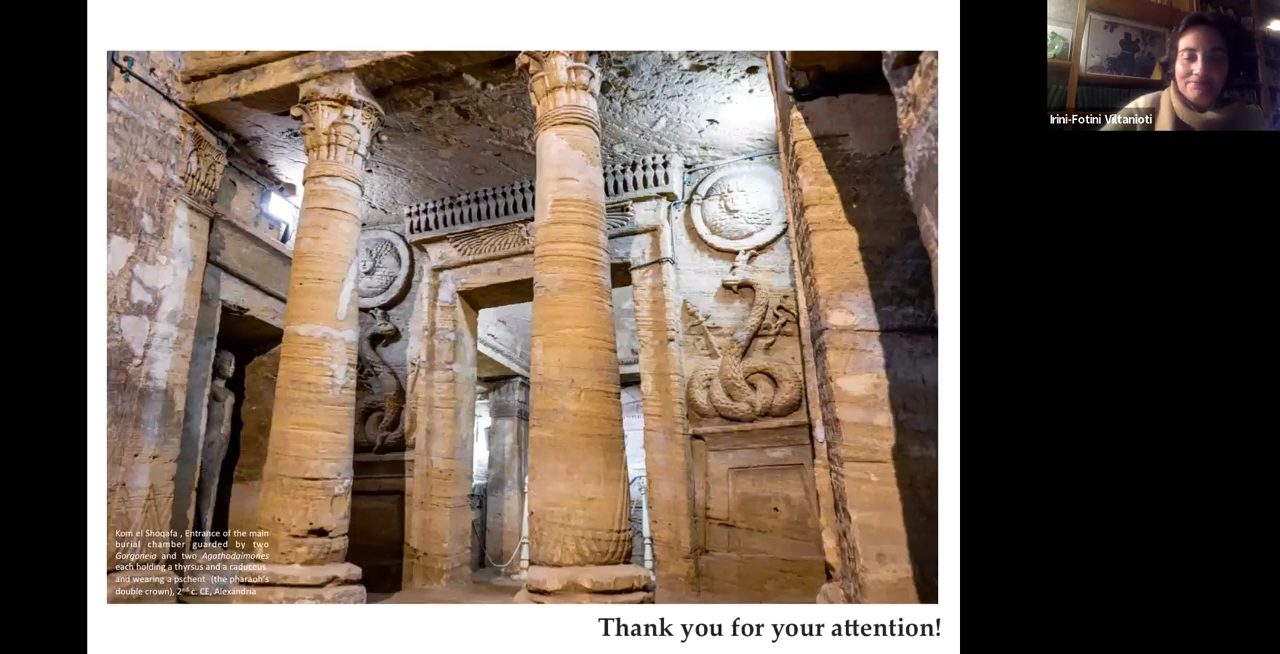 Irini-Fotini Viltanioti
Kom el Shoqafa , Entrance of the main
burial chamber guarded by two
Gorgoneia and two Agathodaimones
each holding a thyrsus and a caduceus
and wearing a pschent (the pharaoh's
double crown), 2nd c. CE, Alexandria
Thank you for your attention!